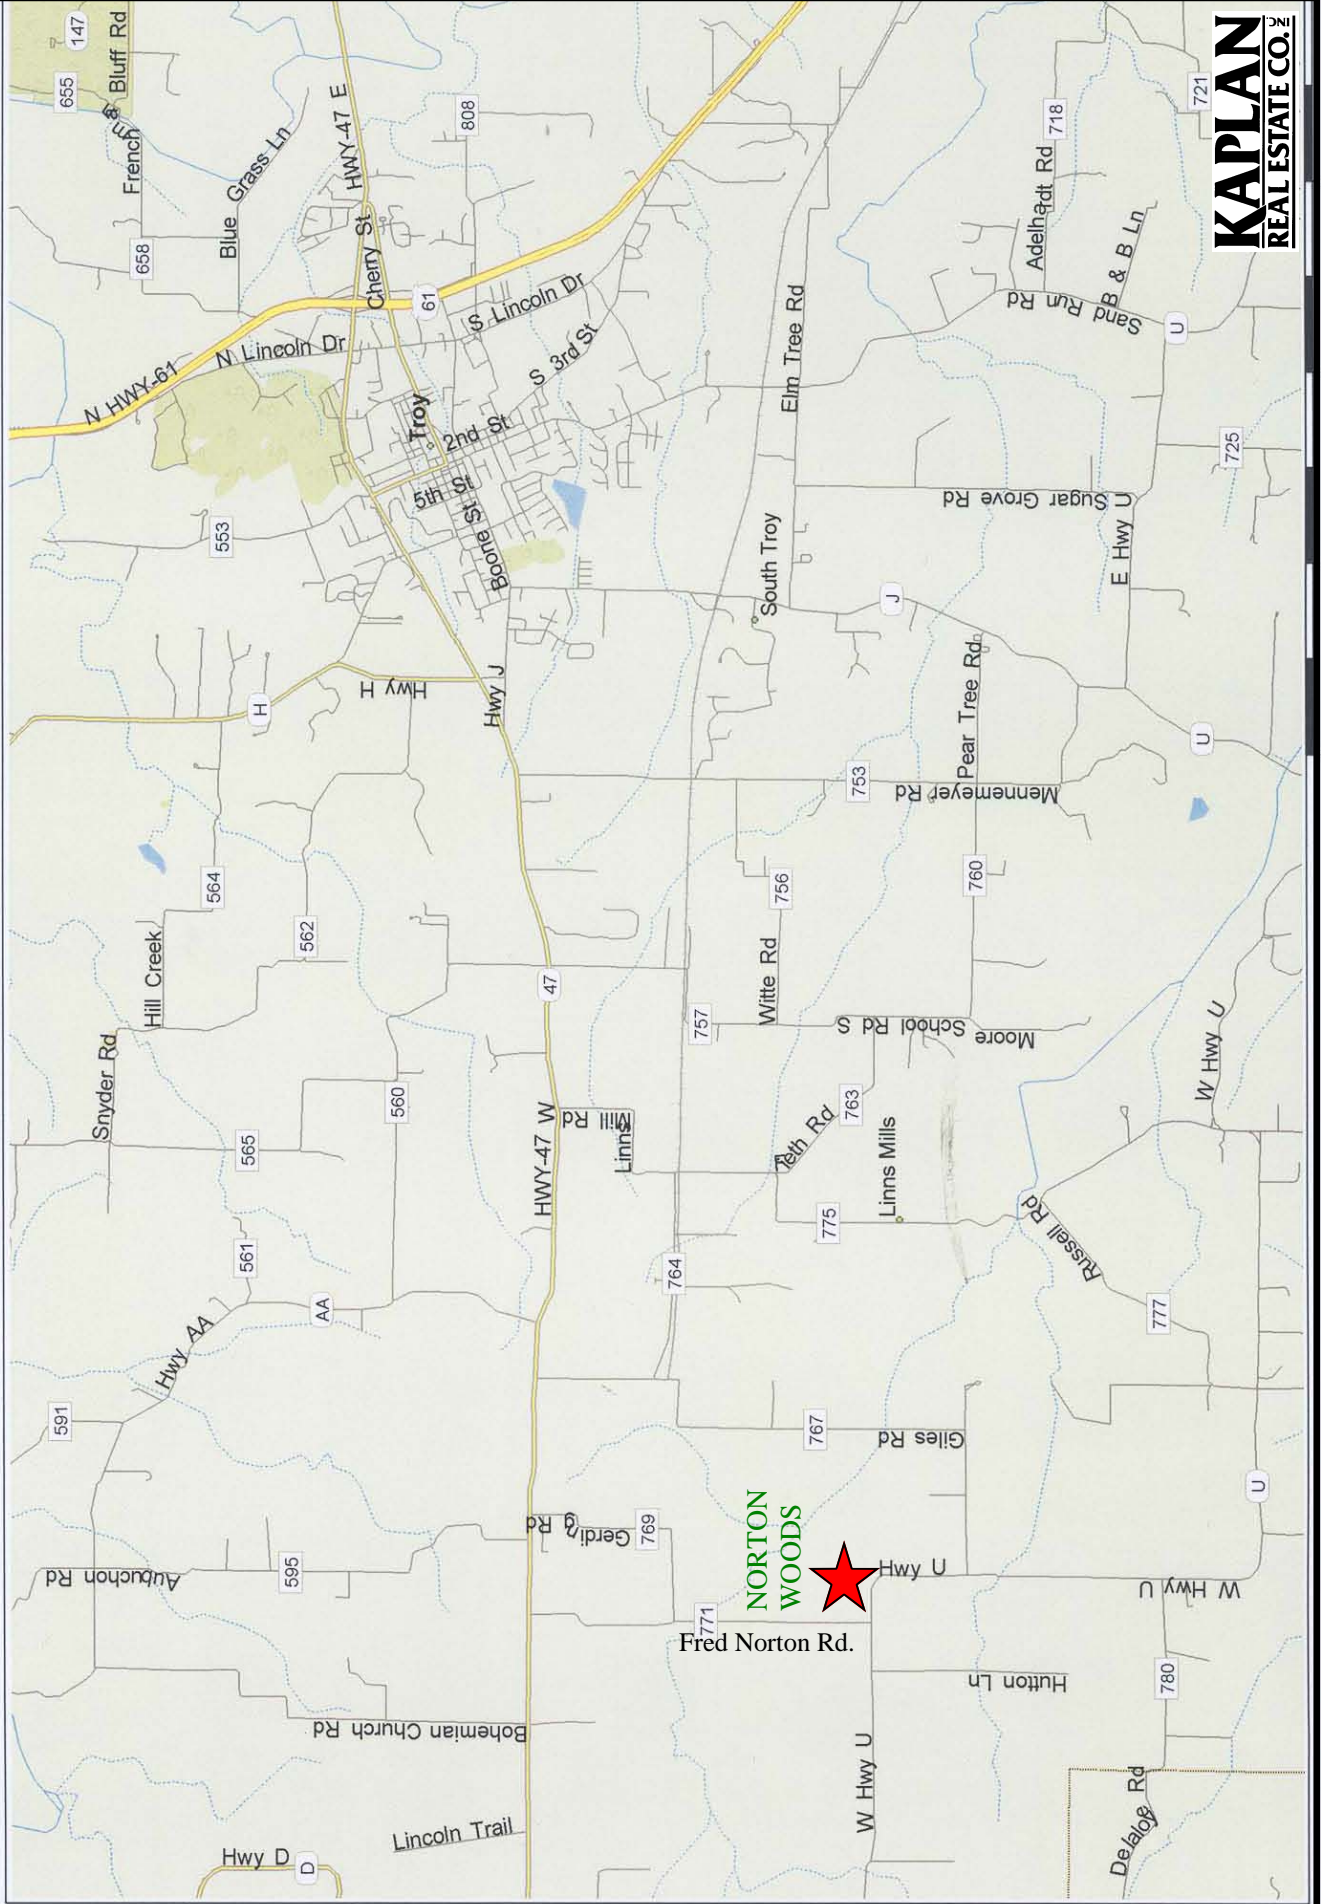 KAPLAN
REAL ESTATE CO. INC
147
655
E Bluff Rd
French
658
Blue Grass Ln
HWY-47 E
Cherry St
808
61
N HWY-61
N Lincoln Dr
S Lincoln Dr
S 3rd St
Troy
2nd St
5th St
Boone St
553
H
Hwy H
Hwy J
Elm Tree Rd
South Troy
J
Sugar Grove Rd
E Hwy U
Adelhardt Rd
718
721
B & B Ln
Sand Run Rd
U
725
Pear Tree Rd
U
753
Mennemeyer Rd
756
760
Witte Rd
757
Moore School Rd S
763
564
Hill Creek
562
Snyder Rd
47
560
565
HWY-47 W
Linns Mill Rd
Linns Mills
775
764
Russell Rd
777
W Hwy U
561
AA
Hwy AA
591
767
Giles Rd
U
Gerding Rd
769
Aubuchon Rd
595
NORTON
WOODS
Hwy U
W Hwy U
771
Fred Norton Rd.
Hutton Ln
780
Bohemian Church Rd
W Hwy U
Lincoln Trail
Hwy D
D
Rd